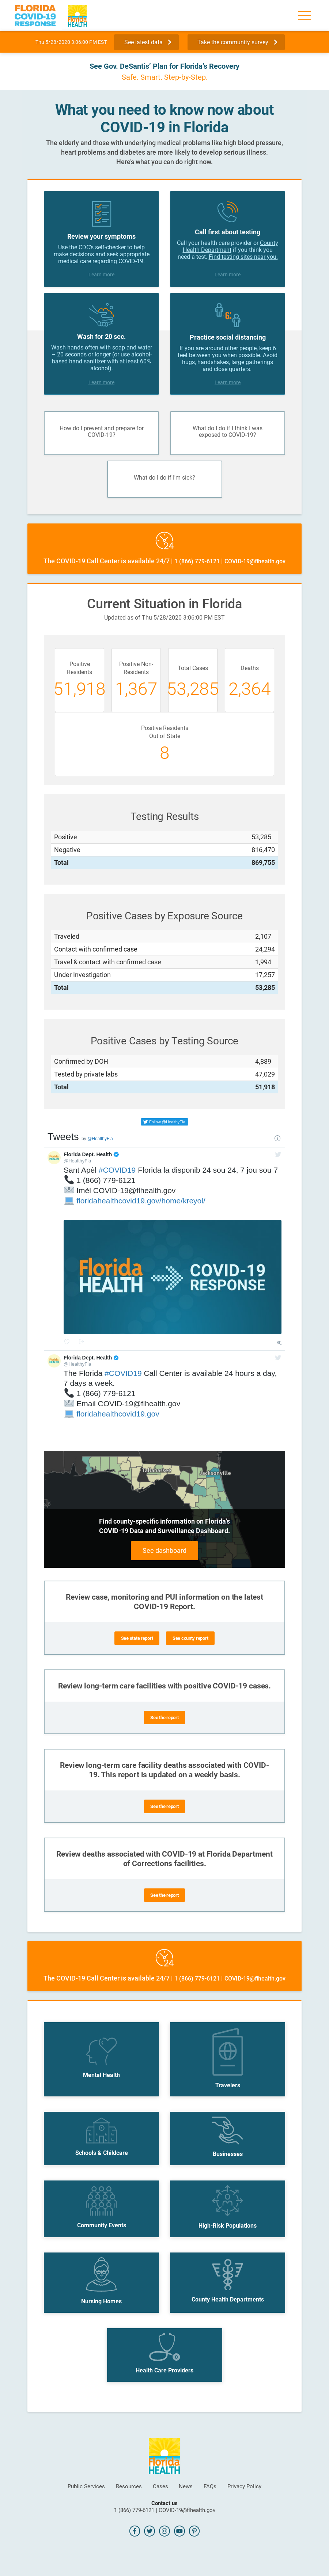 FLORIDA
COVID-19
RESPONSE
Florida
HEALTH
Thu 5/28/2020 3:06:00 PM EST
See latest data
Take the community survey
See Gov. DeSantis' Plan for Florida's Recovery
Safe. Smart. Step-by-Step.
What you need to know now about
COVID-19 in Florida
The elderly and those with underlying medical problems like high blood pressure,
heart problems and diabetes are more likely to develop serious illness.
Here's what you can do right now.
Review your symptoms
Use the CDC's self-checker to help
make decisions and seek appropriate
medical regarding COVID-19.
Learn more
Call first about testing
Call your health care provider or County
Health Department if you think you
need a test. Find testing sites near you.
Learn more
Wash for 20 sec.
Wash hands often with soap and water
– 20 seconds or longer (or use alcohol-
based hand sanitizer with at least 60%
alcohol).
Learn more
6'
Practice social distancing
If you are around other people, keep 6
feet between you when possible. Avoid
hugs, handshakes, large gatherings
and close quarters.
Learn more
How do I prevent and prepare for
COVID-19?
What do I do if I think I was
exposed to COVID-19?
What do I do if I'm sick?
24
The COVID-19 Call Center is available 24/7 | 1 (866) 779-6121 | COVID-19@flhealth.gov
Current Situation in Florida
Updated as of Thu 5/28/2020 3:06:00 PM EST
Positive
Residents
51,918
Positive Non-
Residents
1,367
Total Cases
53,285
Deaths
2,364
Positive Residents
Out of State
8
Testing Results
Positive 53,285
Negative 816,470
Total 869,755
Positive Cases by Exposure Source
Traveled 2,107
Contact with confirmed case 24,294
Travel & contact with confirmed case 1,994
Under Investigation 17,257
Total 53,285
Positive Cases by Testing Source
Confirmed by DOH 4,889
Tested by private labs 47,029
Total 51,918
Follow @HealthyFla
Tweets by @HealthyFla
Florida Dept. Health
@HealthyFla
Sant Apèl #COVID19 Florida la disponib 24 sou 24, 7 jou sou 7
1 (866) 779-6121
Imèl COVID-19@flhealth.gov
floridahealthcovid19.gov/home/kreyol/
Florida
HEALTH
COVID-19
RESPONSE
Florida Dept. Health
@HealthyFla
The Florida #COVID19 Call Center is available 24 hours a day,
7 days a week.
1 (866) 779-6121
Email COVID-19@flhealth.gov
floridahealthcovid19.gov
Tallahassee
Jacksonville
Find county-specific information on Florida's
COVID-19 Data and Surveillance Dashboard.
See dashboard
Review case, monitoring and PUI information on the latest
COVID-19 Report.
See state report
See county report
Review long-term care facilities with positive COVID-19 cases.
See the report
Review long-term care facility deaths associated with COVID-
19. This report is updated on a weekly basis.
See the report
Review deaths associated with COVID-19 at Florida Department
of Corrections facilities.
See the report
24
The COVID-19 Call Center is available 24/7 | 1 (866) 779-6121 | COVID-19@flhealth.gov
Mental Health
Travelers
Schools & Childcare
Businesses
Community Events
High-Risk Populations
Nursing Homes
County Health Departments
Health Care Providers
Florida
HEALTH
Public Services
Resources
Cases
News
FAQs
Privacy Policy
Contact us
1 (866) 779-6121 | COVID-19@flhealth.gov